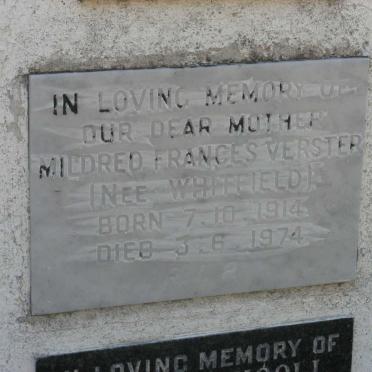 IN LOVING MEMORY OF
OUR DEAR MOTHER
MILDRED FRANCES VERSTER
(NEE WHITFIELD)
BORN 7.10.1914
DIED 3.6.1974
IN LOVING MEMORY OF